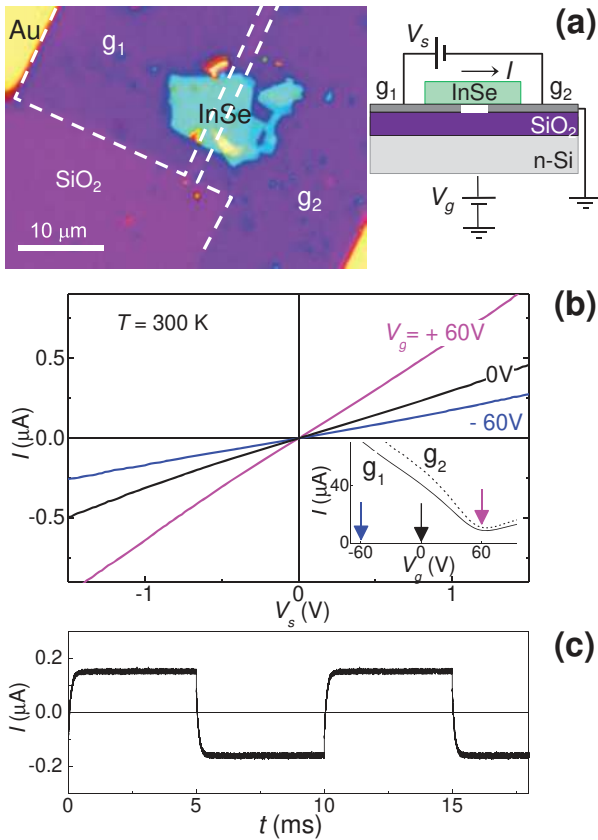 Au
g1
InSe
SiO2
g2
10 μm
(a)
Vs
I
g1
InSe
g2
SiO2
n-Si
Vg
(b)
T = 300 K
Vg= + 60V
0V
- 60V
I (μA)
0.5
0.0
-0.5
-1
0
1
Vs (V)
g1
g2
I (μA)
40
0
-60
0
60
Vg (V)
(c)
I (μA)
0.2
0.0
-0.2
0
5
10
15
t (ms)